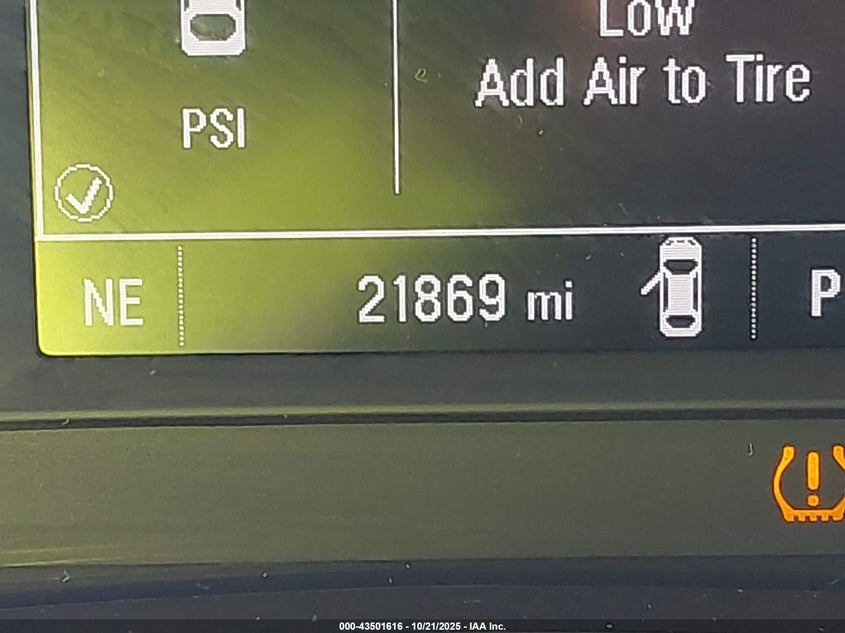 Low
Add Air to Tire
PSI
NE
21869 mi
P
000-43501616 - 10/21/2025 - IAA Inc.